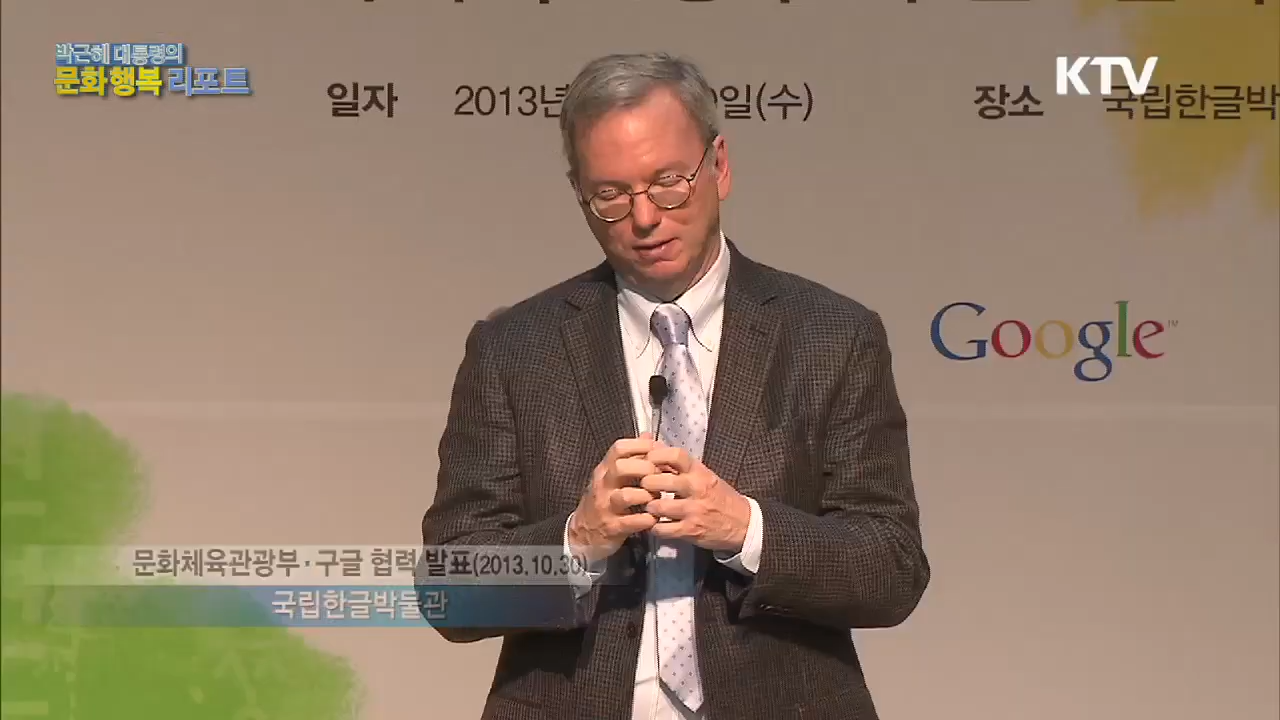 박근혜 대통령의
문화행복 리포트
KTV
일자 2013년 9일(수) 장소 국립한글박
Google™
문화체육관광부·구글 협력 발표(2013.10.30)
국립한글박물관